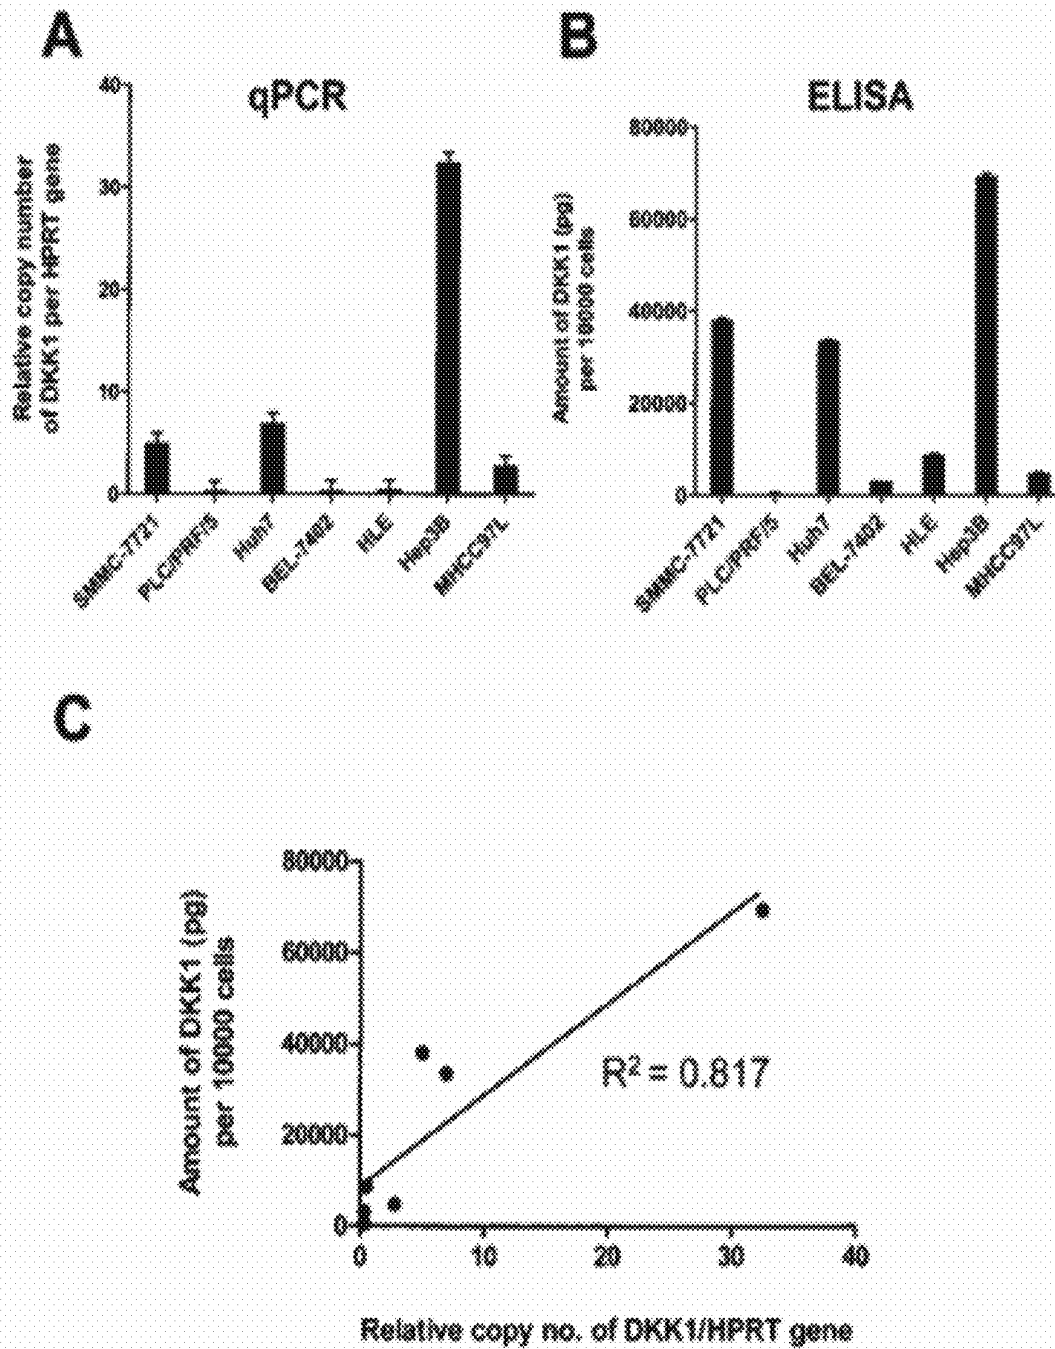 A
qPCR
40
30
20
10
0
Relative copy number
of DKK1 per HPRT gene
SMMC-7721
PLC/PRF/5
Huh7
BEL-7402
HLE
Hep3B
MHCC97L
B
ELISA
80000
60000
40000
20000
0
Amount of DKK1 (pg)
per 10000 cells
SMMC-7721
PLC/PRF/5
Huh7
BEL-7402
HLE
Hep3B
MHCC97L
C
80000
60000
40000
20000
0
Amount of DKK1 (pg)
per 10000 cells
R² = 0.817
0 10 20 30 40
Relative copy no. of DKK1/HPRT gene